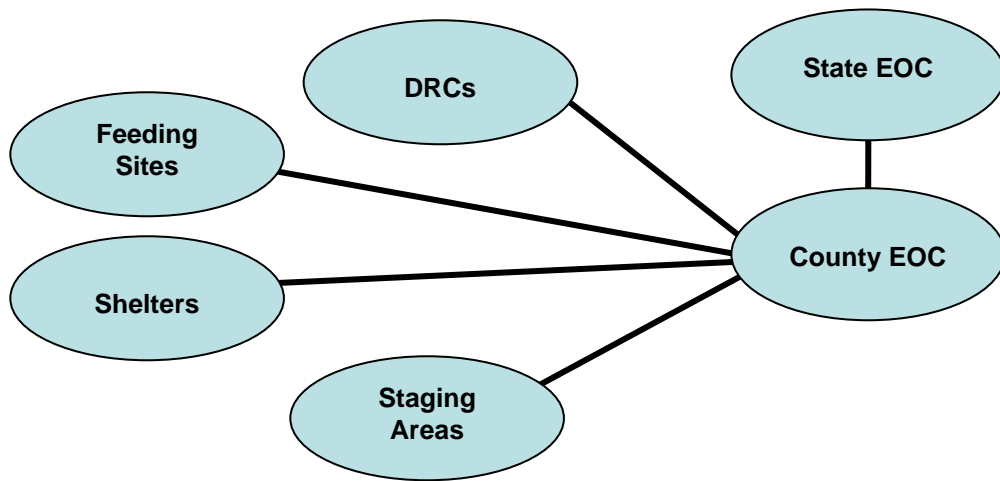 DRCs
State EOC
Feeding
Sites
County EOC
Shelters
Staging
Areas